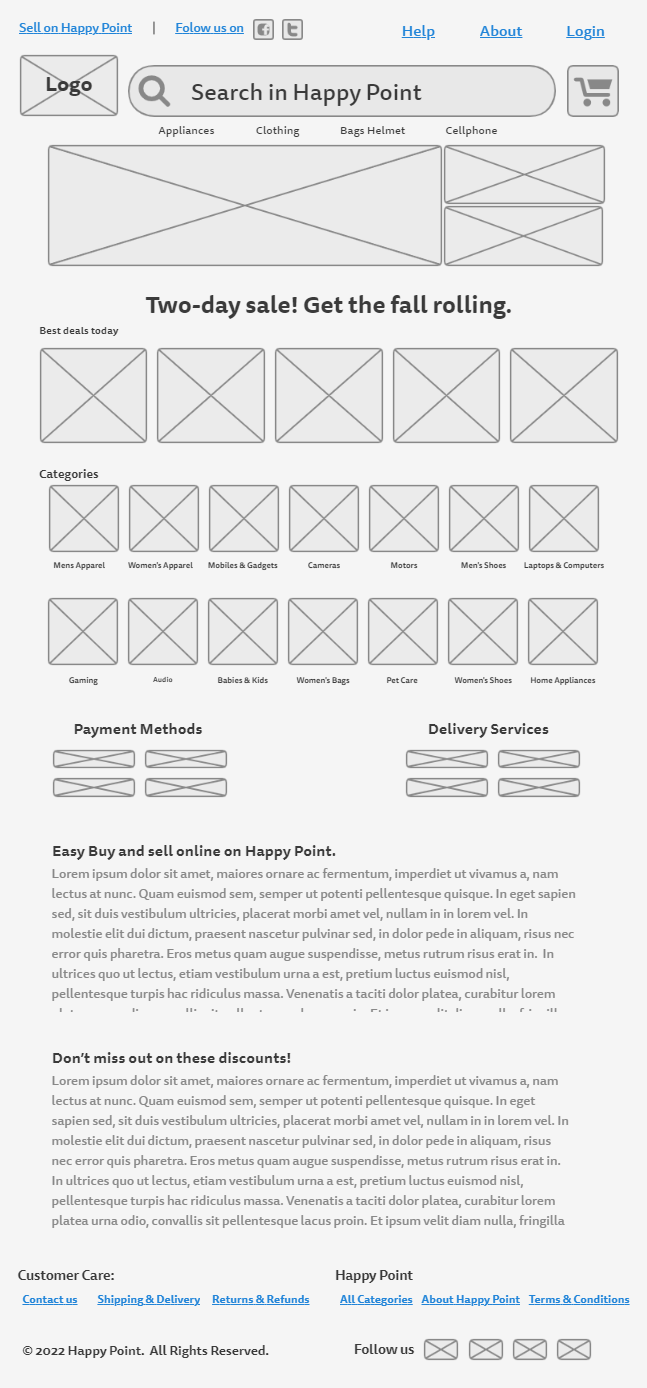 Sell on Happy Point | Folow us on
Help About Login
Logo
Search in Happy Point
Appliances Clothing Bags Helmet Cellphone
Two-day sale! Get the fall rolling.
Best deals today
Categories
Mens Apparel Women's Apparel Mobiles & Gadgets Cameras Motors Men's Shoes Laptops & Computers
Gaming Audio Babies & Kids Women's Bags Pet Care Women's Shoes Home Appliances
Payment Methods Delivery Services
Easy Buy and sell online on Happy Point.
Lorem ipsum dolor sit amet, maiores ornare ac fermentum, imperdiet ut vivamus a, nam
lectus at nunc. Quam euismod sem, semper ut potenti pellentesque quisque. In eget sapien
sed, sit duis vestibulum ultricies, placerat morbi amet vel, nullam in in lorem vel. In
molestie elit dui dictum, praesent nascetur pulvinar sed, in dolor pede in aliquam, risus nec
error quis pharetra. Eros metus quam augue suspendisse, metus rutrum risus erat in. In
ultrices quo ut lectus, etiam vestibulum urna a est, pretium luctus euismod nisl,
pellentesque turpis hac ridiculus massa. Venenatis a taciti dolor platea, curabitur lorem
Don't miss out on these discounts!
Lorem ipsum dolor sit amet, maiores ornare ac fermentum, imperdiet ut vivamus a, nam
lectus at nunc. Quam euismod sem, semper ut potenti pellentesque quisque. In eget
sapien sed, sit duis vestibulum ultricies, placerat morbi amet vel, nullam in in lorem vel. In
molestie elit dui dictum, praesent nascetur pulvinar sed, in dolor pede in aliquam, risus
nec error quis pharetra. Eros metus quam augue suspendisse, metus rutrum risus erat in.
In ultrices quo ut lectus, etiam vestibulum urna a est, pretium luctus euismod nisl,
pellentesque turpis hac ridiculus massa. Venenatis a taciti dolor platea, curabitur lorem
platea urna odio, convallis sit pellentesque lacus proin. Et ipsum velit diam nulla, fringilla
Customer Care: Happy Point
Contact us Shipping & Delivery Returns & Refunds All Categories About Happy Point Terms & Conditions
© 2022 Happy Point. All Rights Reserved. Follow us